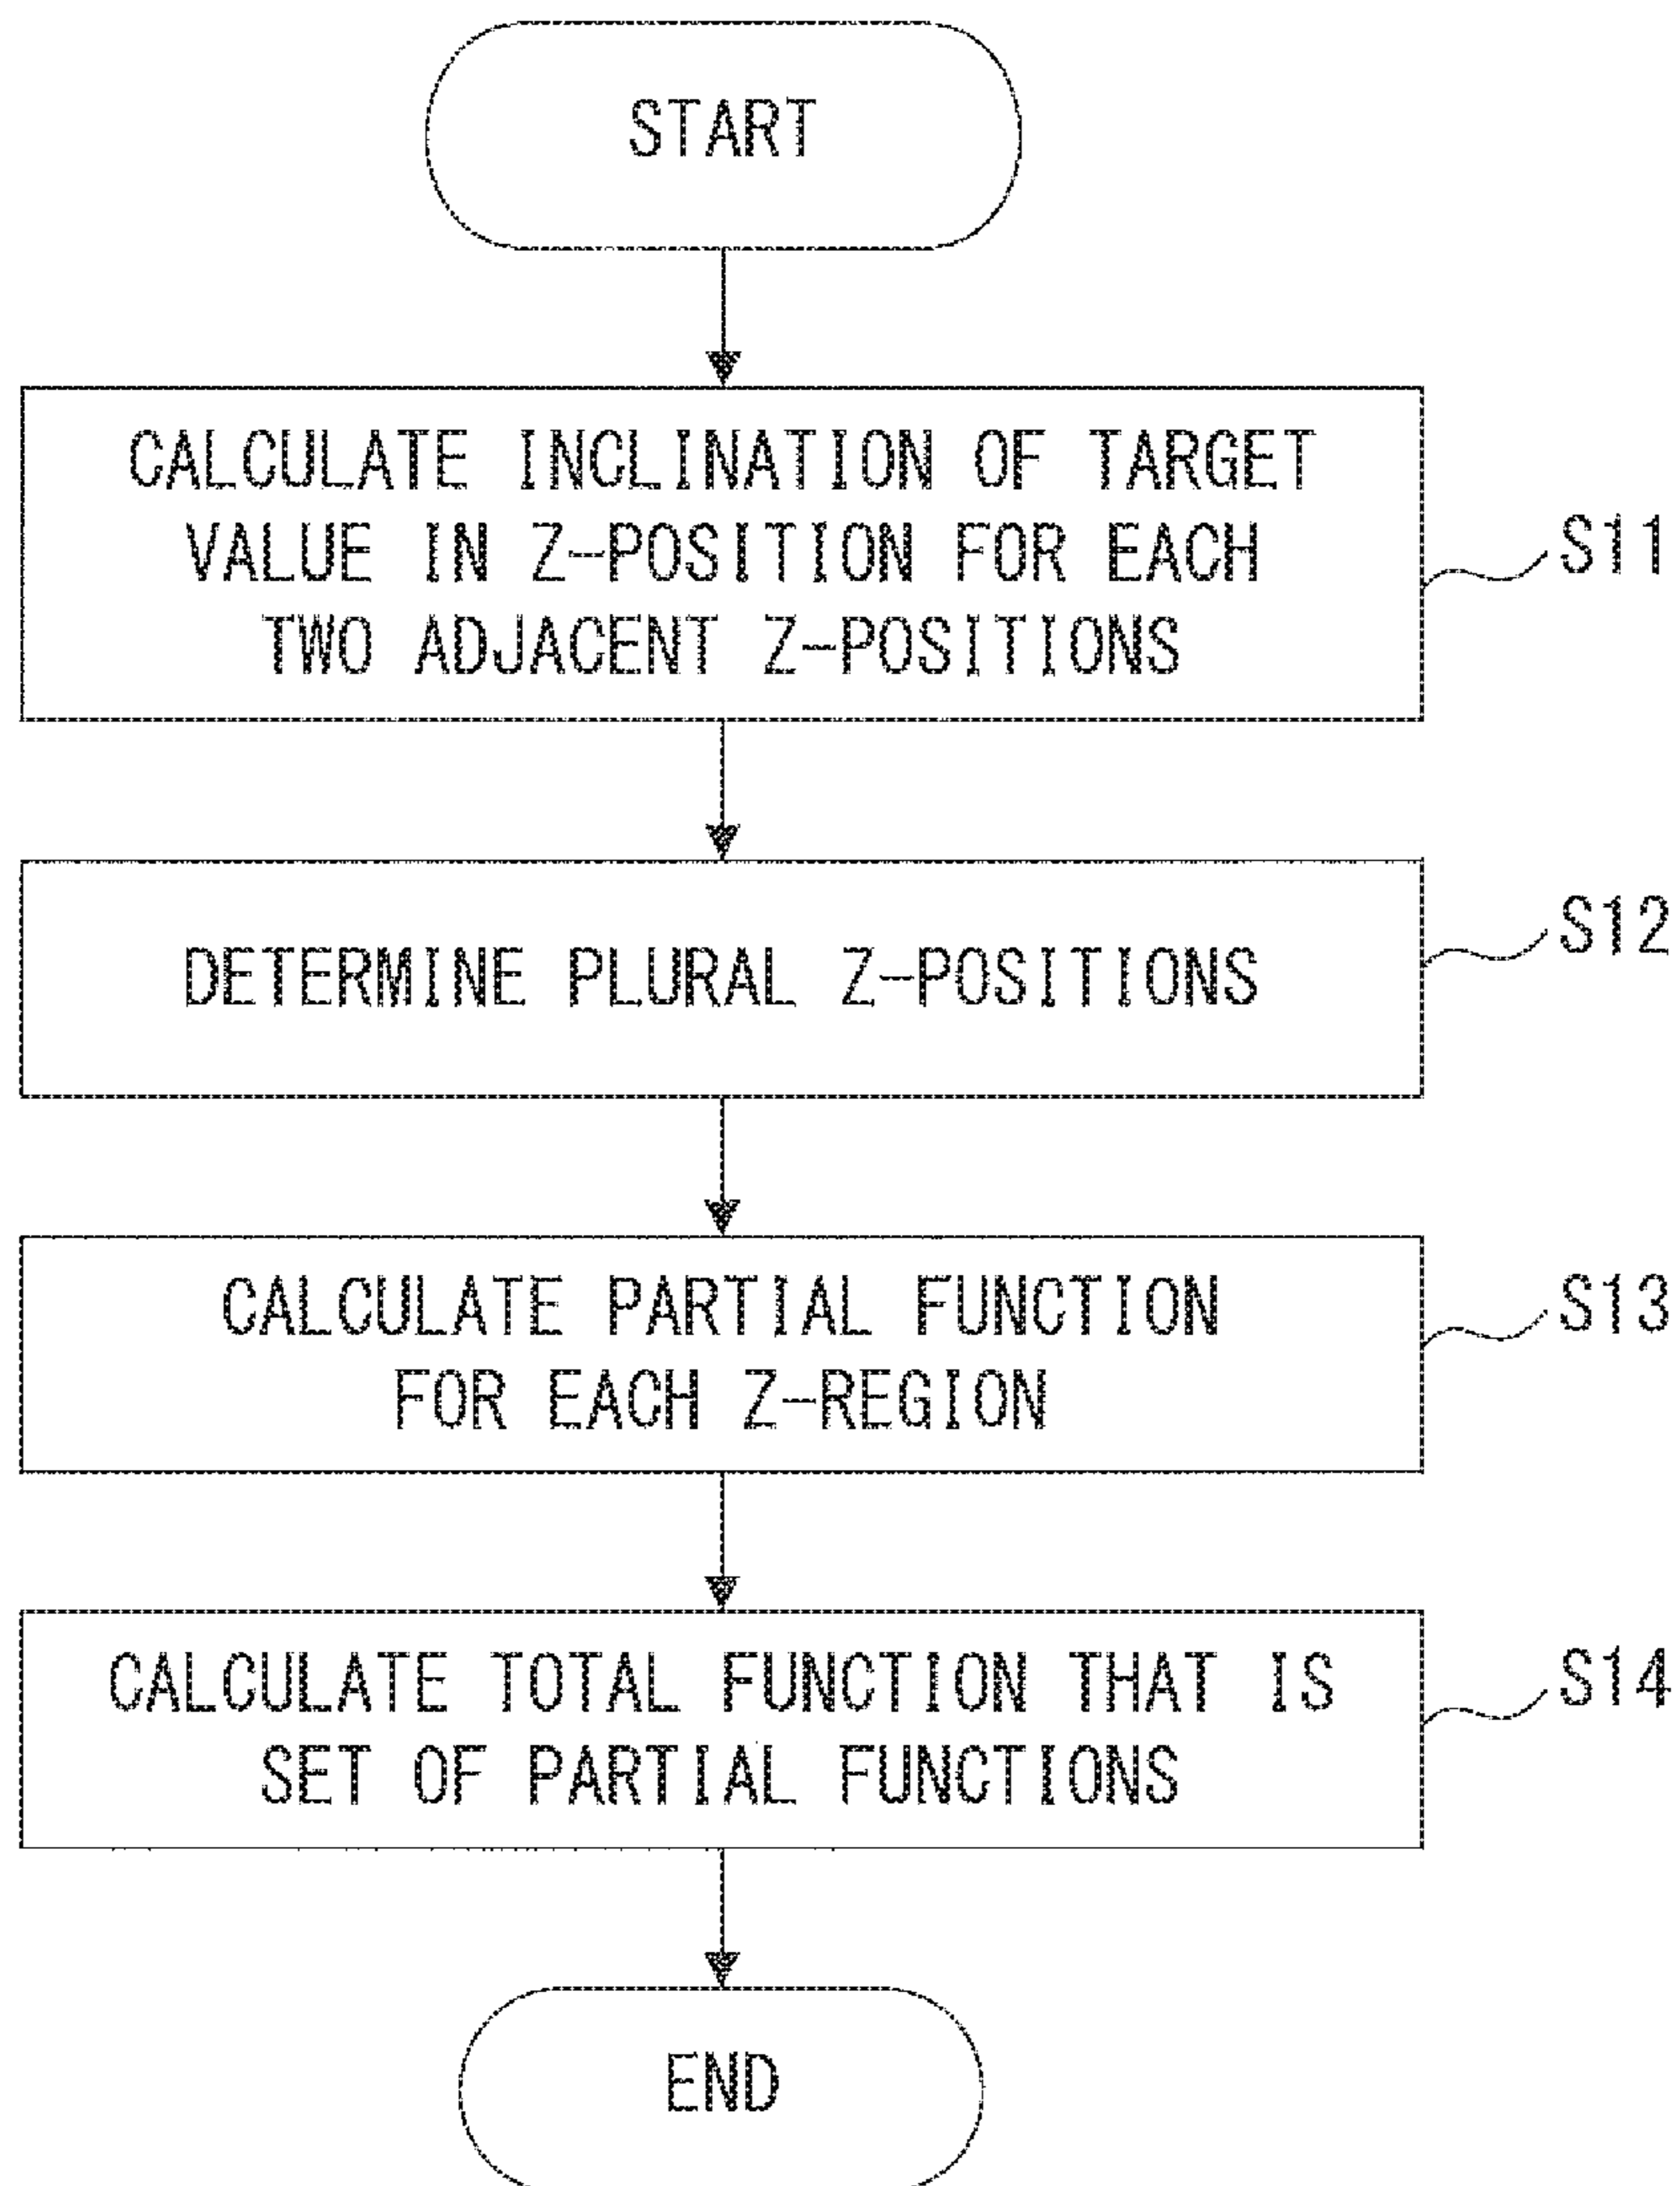 START
CALCULATE INCLINATION OF TARGET
VALUE IN Z-POSITION FOR EACH
TWO ADJACENT Z-POSITIONS
S11
DETERMINE PLURAL Z-POSITIONS
S12
CALCULATE PARTIAL FUNCTION
FOR EACH Z-REGION
S13
CALCULATE TOTAL FUNCTION THAT IS
SET OF PARTIAL FUNCTIONS
S14
END